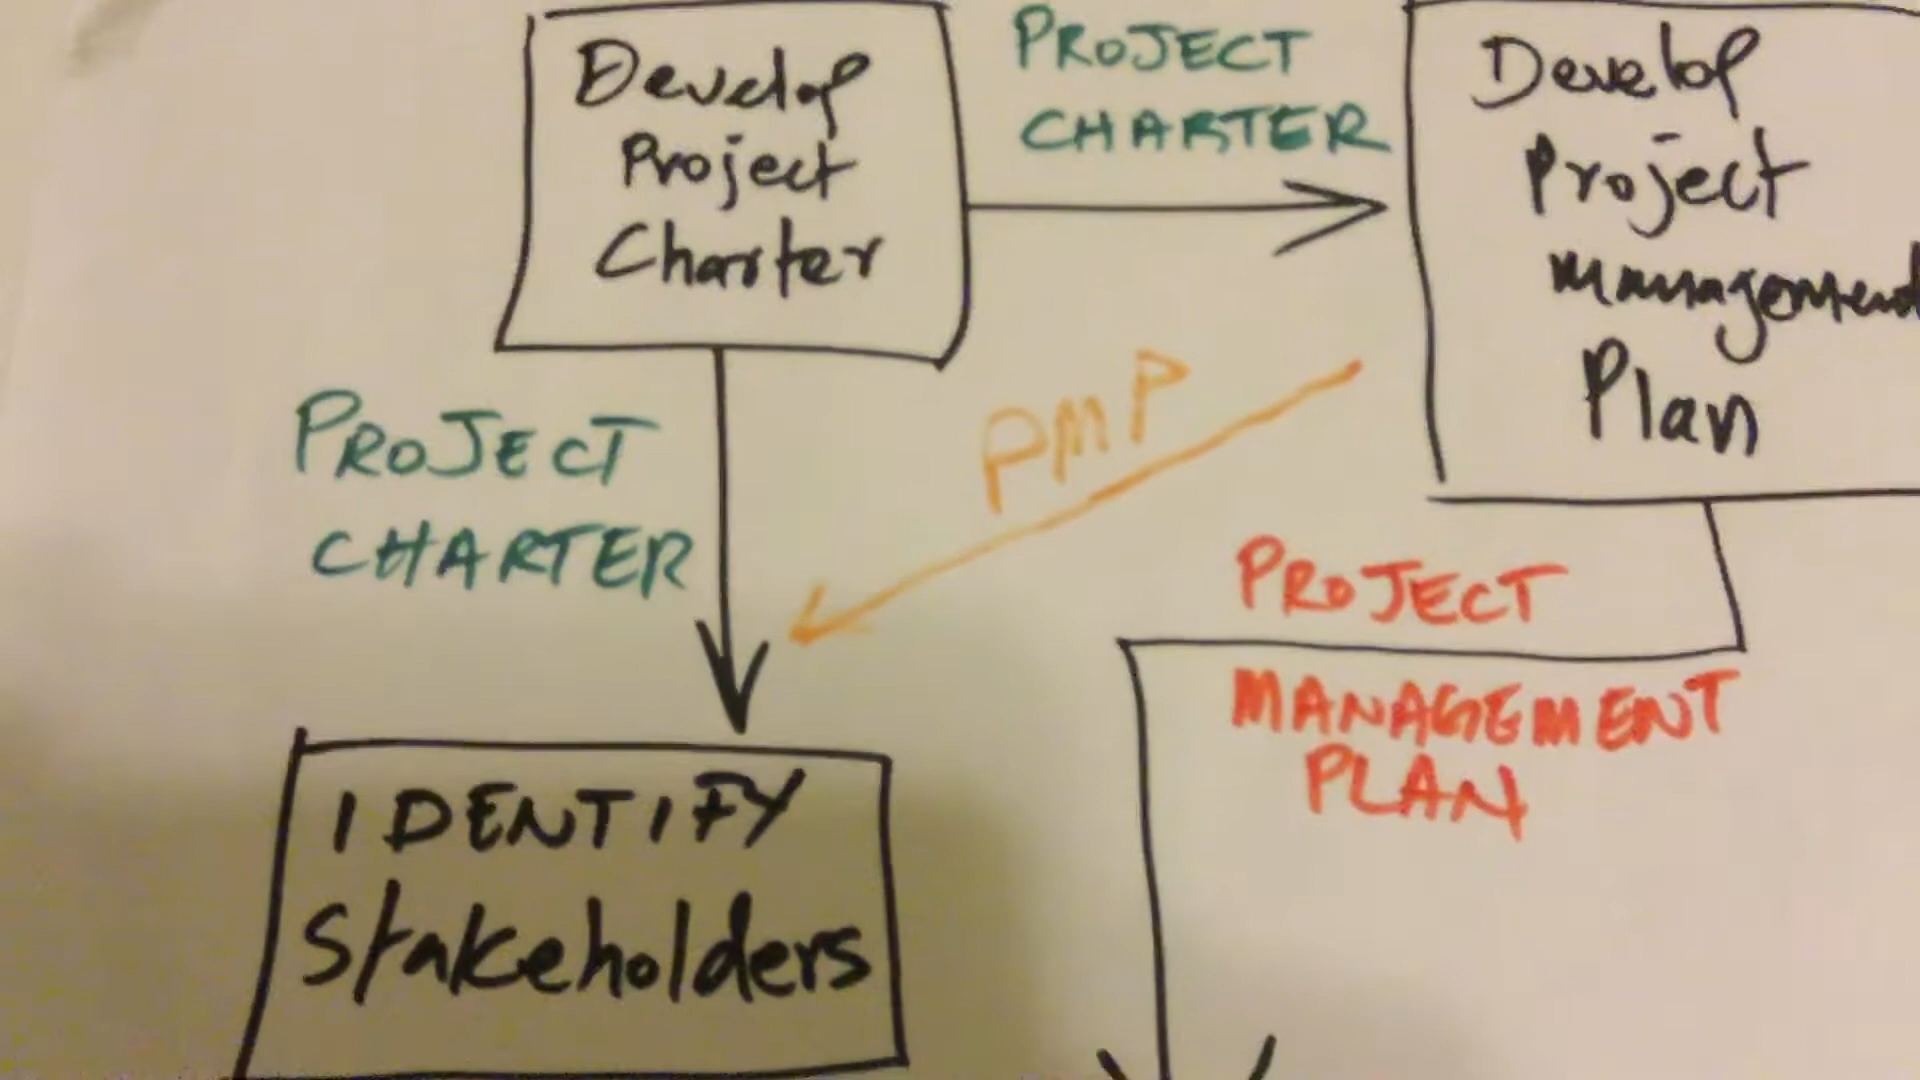 Develop
Project
Charter
PROJECT
CHARTER
Develop
Project
management
Plan
PROJECT
CHARTER
PMP
PROJECT
MANAGEMENT
PLAN
IDENTIFY
Stakeholders